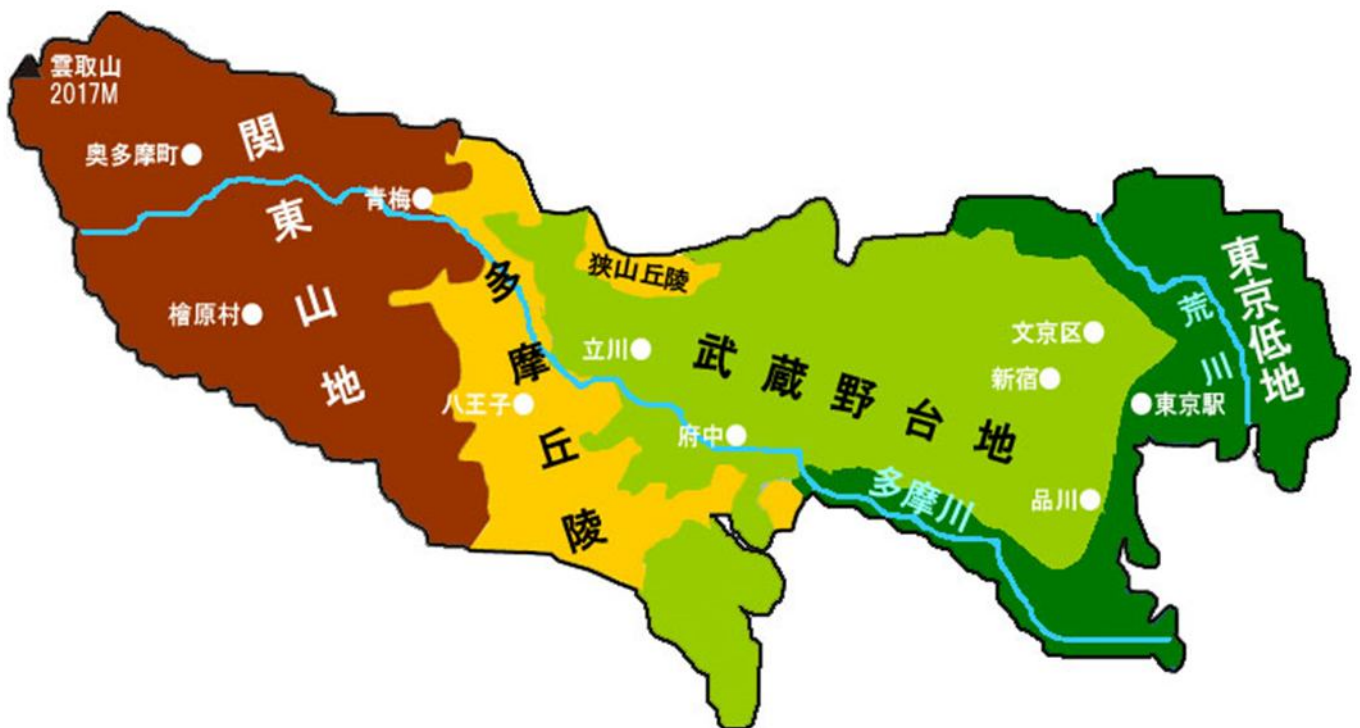 雲取山
2017M
奥多摩町
関東山地
青梅
檜原村
多摩丘陵
狭山丘陵
八王子
立川
武蔵野台地
府中
多摩川
文京区
新宿
東京駅
品川
荒川
東京低地